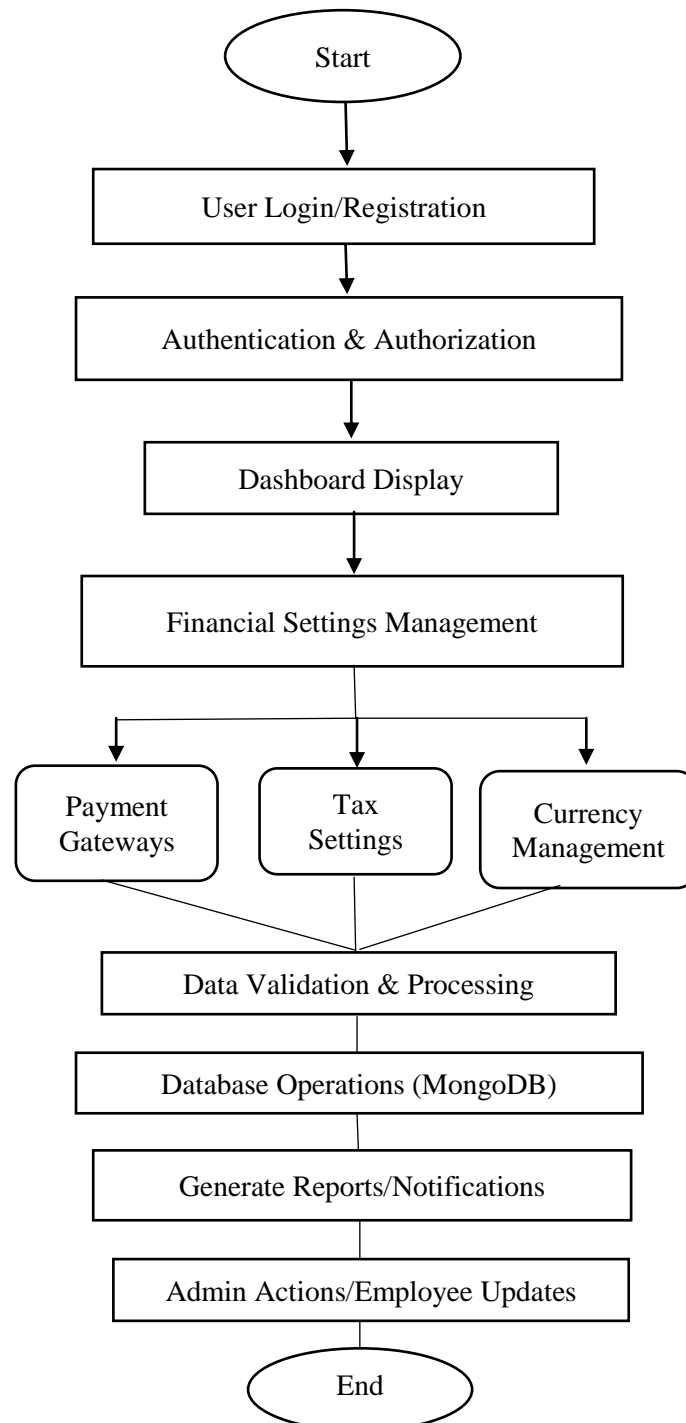 Start
User Login/Registration
Authentication & Authorization
Dashboard Display
Financial Settings Management
Payment
Gateways
Tax
Settings
Currency
Management
Data Validation & Processing
Database Operations (MongoDB)
Generate Reports/Notifications
Admin Actions/Employee Updates
End